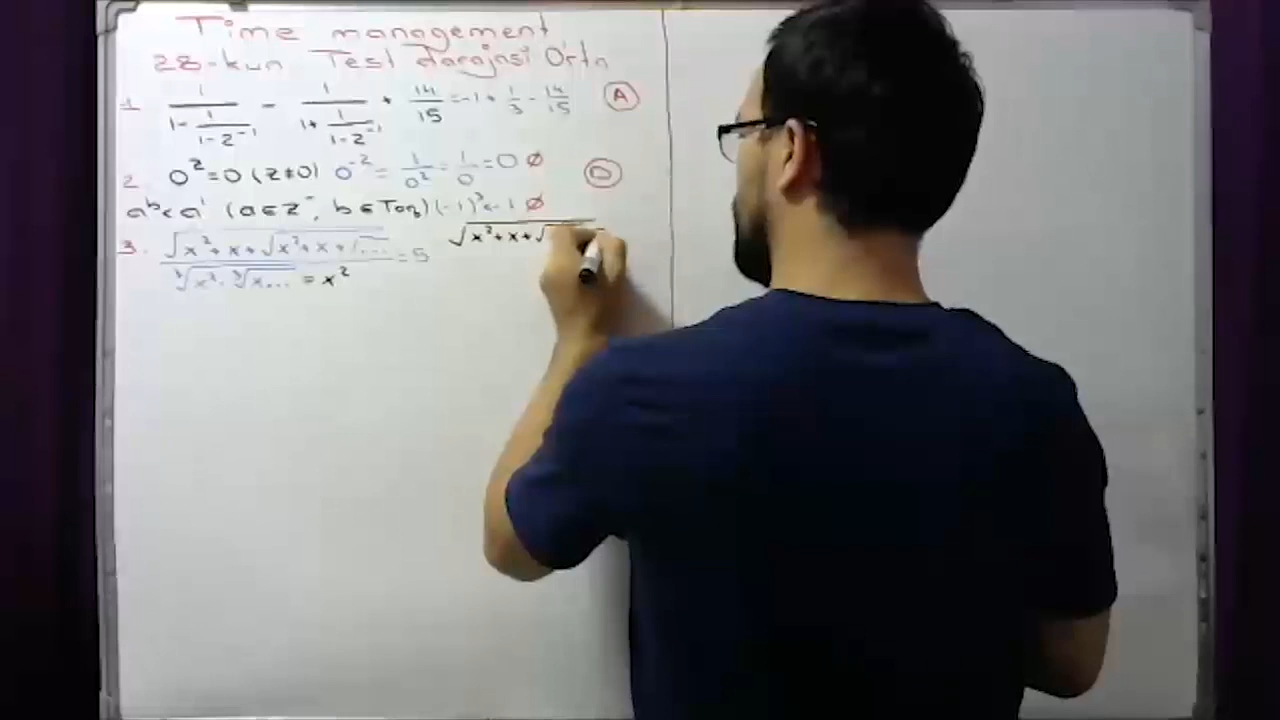 Time management
28-kun Test darajasi O'rta
1. 1/(1-1/(1-2⁻¹)) - 1/(1+1/(1-2⁻¹)) + 14/15 = -1 + 1/3 - 14/15 (A)
2. 0² = 0 (2≠0) 0⁻² = 1/0² = 1/0 = 0 ∅ (D)
aᵇ < a¹ (a∈Z⁻, b∈Toq) (-1)³ < -1 ∅
3. √(x²+x+√(x²+x+√... = 5 √(x²+x+√
∛x²·∛x... = x²